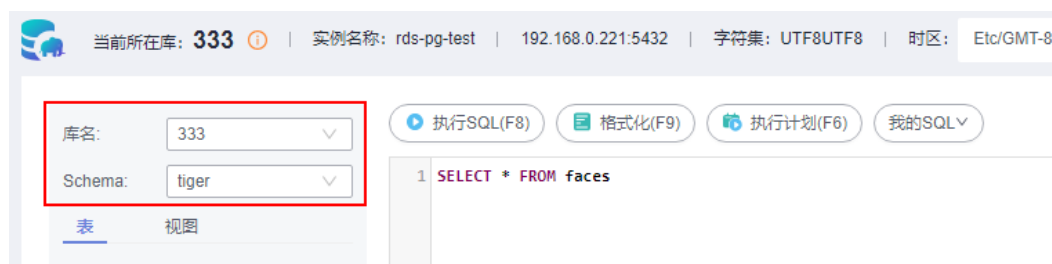 当前所在库: 333 | 实例名称: rds-pg-test | 192.168.0.221:5432 | 字符集: UTF8UTF8 | 时区: Etc/GMT-8
库名: 333
Schema: tiger
表 视图
执行SQL(F8) 格式化(F9) 执行计划(F6) 我的SQL
1 SELECT * FROM faces